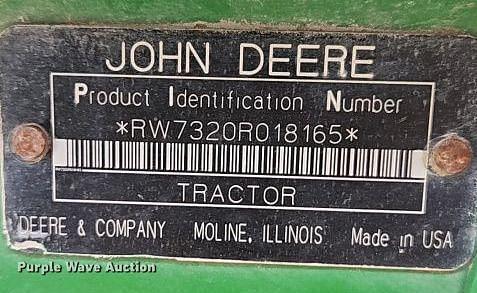 JOHN DEERE
Product Identification Number
*RW7320R018165*
TRACTOR
DEERE & COMPANY MOLINE, ILLINOIS Made in USA
Purple Wave Auction